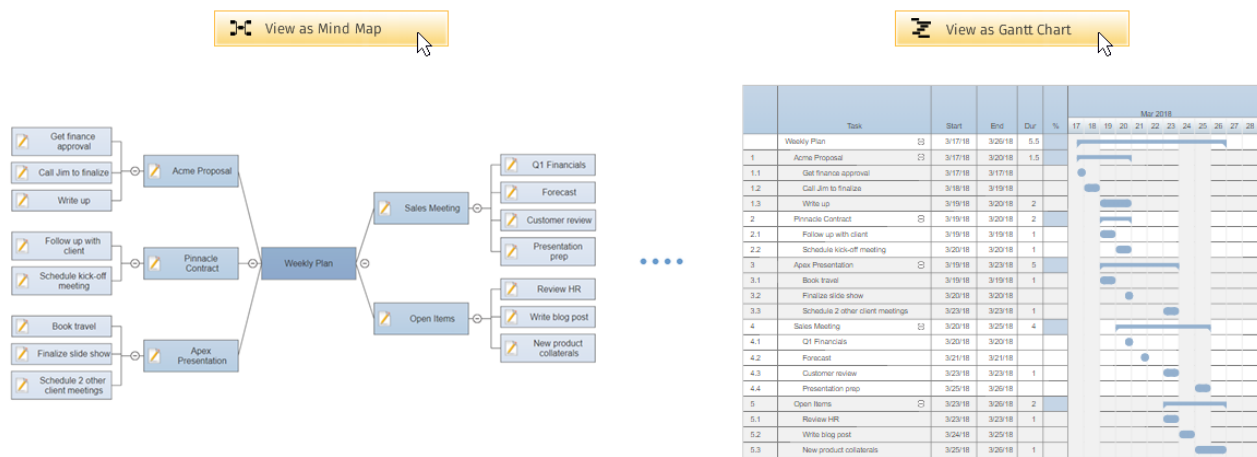 View as Mind Map
View as Gantt Chart
Get finance
approval
Call Jim to finalize
Write up
Acme Proposal
Follow up with
client
Schedule kick-off
meeting
Pinnacle
Contract
Book travel
Finalize slide show
Schedule 2 other
client meetings
Apex
Presentation
Weekly Plan
Sales Meeting
Q1 Financials
Forecast
Customer review
Presentation
prep
Open Items
Review HR
Write blog post
New product
collaterals
Mar 2018
Task Start End Dur % 17 18 19 20 21 22 23 24 25 26 27 28
Weekly Plan 3/17/18 3/26/18 5.5
1 Acme Proposal 3/17/18 3/20/18 1.5
1.1 Get finance approval 3/17/18 3/17/18
1.2 Call Jim to finalize 3/18/18 3/19/18
1.3 Write up 3/19/18 3/20/18 2
2 Pinnacle Contract 3/19/18 3/20/18 2
2.1 Follow up with client 3/19/18 3/19/18 1
2.2 Schedule kick-off meeting 3/20/18 3/20/18 1
3 Apex Presentation 3/19/18 3/23/18 5
3.1 Book travel 3/19/18 3/19/18 1
3.2 Finalize slide show 3/20/18 3/20/18
3.3 Schedule 2 other client meetings 3/23/18 3/23/18 1
4 Sales Meeting 3/20/18 3/25/18 4
4.1 Q1 Financials 3/20/18 3/20/18
4.2 Forecast 3/21/18 3/21/18
4.3 Customer review 3/23/18 3/23/18 1
4.4 Presentation prep 3/25/18 3/26/18
5 Open Items 3/23/18 3/26/18 2
5.1 Review HR 3/23/18 3/23/18 1
5.2 Write blog post 3/24/18 3/25/18
5.3 New product collaterals 3/25/18 3/26/18 1